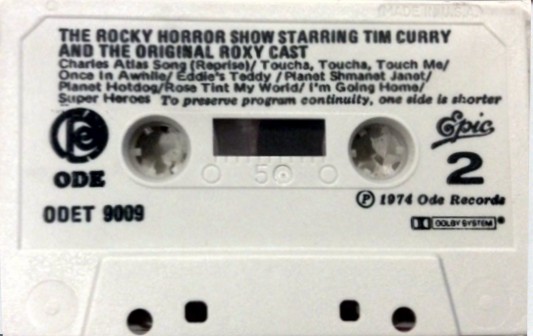 THE ROCKY HORROR SHOW STARRING TIM CURRY
AND THE ORIGINAL ROXY CAST
Charles Atlas Song (Reprise)/ Toucha, Toucha, Touch Me/
Once In Awhile/ Eddie's Teddy / Planet Shmanet Janet/
Planet Hotdog/Rose Tint My World/ I'm Going Home/
Super Heroes To preserve program continuity, one side is shorter
ODE
Epic
2
50
ODET 9009
℗ 1974 Ode Records
DOLBY SYSTEM